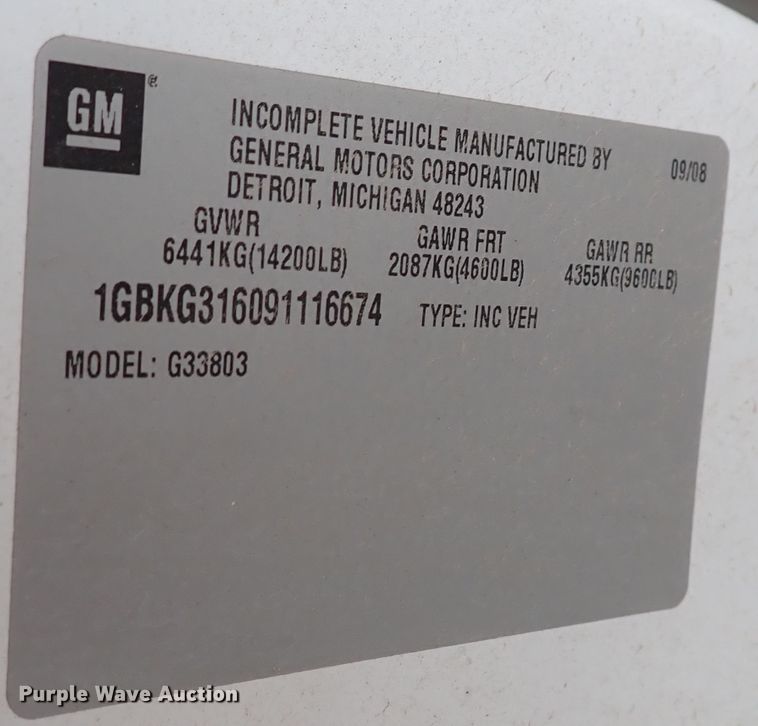 GM ®
INCOMPLETE VEHICLE MANUFACTURED BY
GENERAL MOTORS CORPORATION
DETROIT, MICHIGAN 48243
09/08
GVWR
6441KG(14200LB)
GAWR FRT
2087KG(4600LB)
GAWR RR
4355KG(9600LB)
1GBKG316091116674 TYPE: INC VEH
MODEL: G33803
Purple Wave Auction